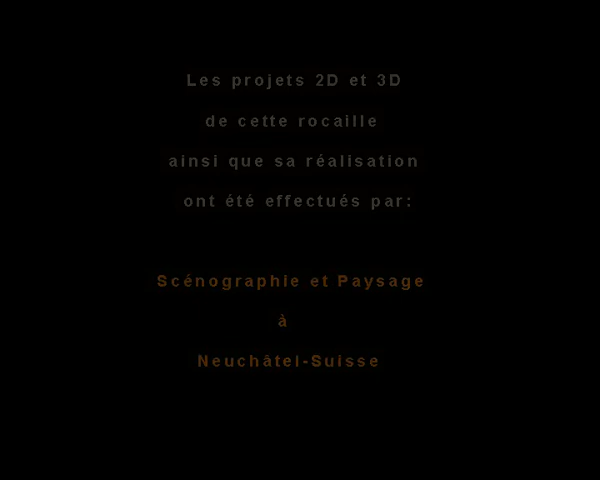 Les projets 2D et 3D
de cette rocaille
ainsi que sa réalisation
ont été effectués par:
Scénographie et Paysage
à
Neuchâtel-Suisse